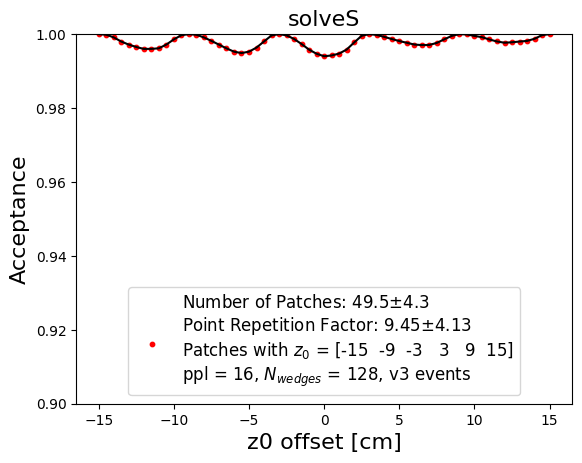 solveS
Acceptance
1.00
0.98
0.96
0.94
0.92
0.90
Number of Patches: 49.5±4.3
Point Repetition Factor: 9.45±4.13
Patches with z₀ = [-15 -9 -3 3 9 15]
ppl = 16, N_wedges = 128, v3 events
−15 −10 −5 0 5 10 15
z0 offset [cm]